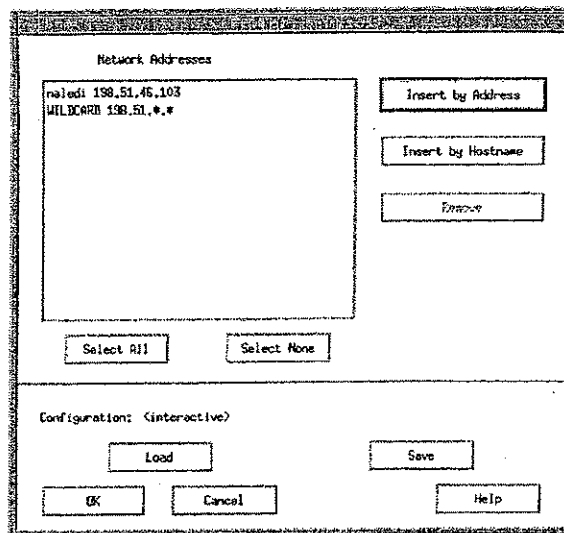 Network Addresses
naledi 198.51.46.103
WILDCARD 198.51.*.*
Insert by Address
Insert by Hostname
Remove
Select All
Select None
Configuration: <interactive>
Load
Save
OK
Cancel
Help